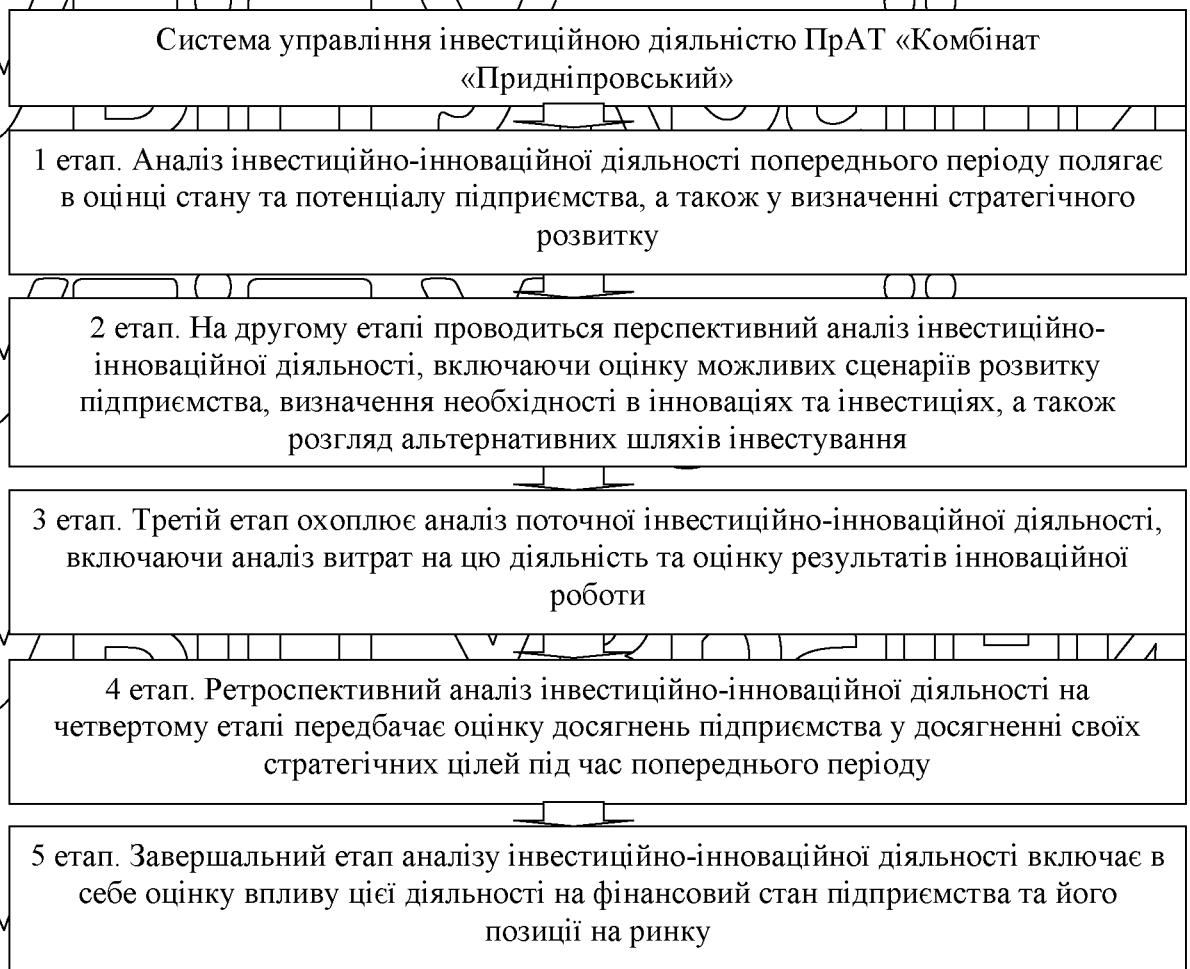 Система управління інвестиційною діяльністю ПрАТ «Комбінат
«Придніпровський»
1 етап. Аналіз інвестиційно-інноваційної діяльності попереднього періоду полягає
в оцінці стану та потенціалу підприємства, а також у визначенні стратегічного
розвитку
2 етап. На другому етапі проводиться перспективний аналіз інвестиційно-
інноваційної діяльності, включаючи оцінку можливих сценаріїв розвитку
підприємства, визначення необхідності в інноваціях та інвестиціях, а також
розгляд альтернативних шляхів інвестування
3 етап. Третій етап охоплює аналіз поточної інвестиційно-інноваційної діяльності,
включаючи аналіз витрат на цю діяльність та оцінку результатів інноваційної
роботи
4 етап. Ретроспективний аналіз інвестиційно-інноваційної діяльності на
четвертому етапі передбачає оцінку досягнень підприємства у досягненні своїх
стратегічних цілей під час попереднього періоду
5 етап. Завершальний етап аналізу інвестиційно-інноваційної діяльності включає в
себе оцінку впливу цієї діяльності на фінансовий стан підприємства та його
позиції на ринку